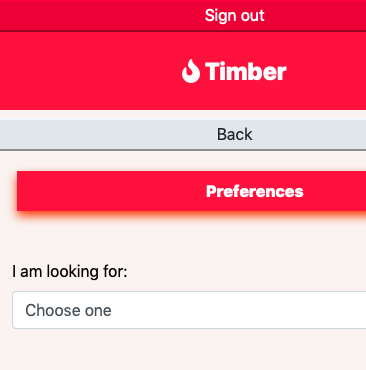 Sign out
Timber
Back
Preferences
I am looking for:
Choose one